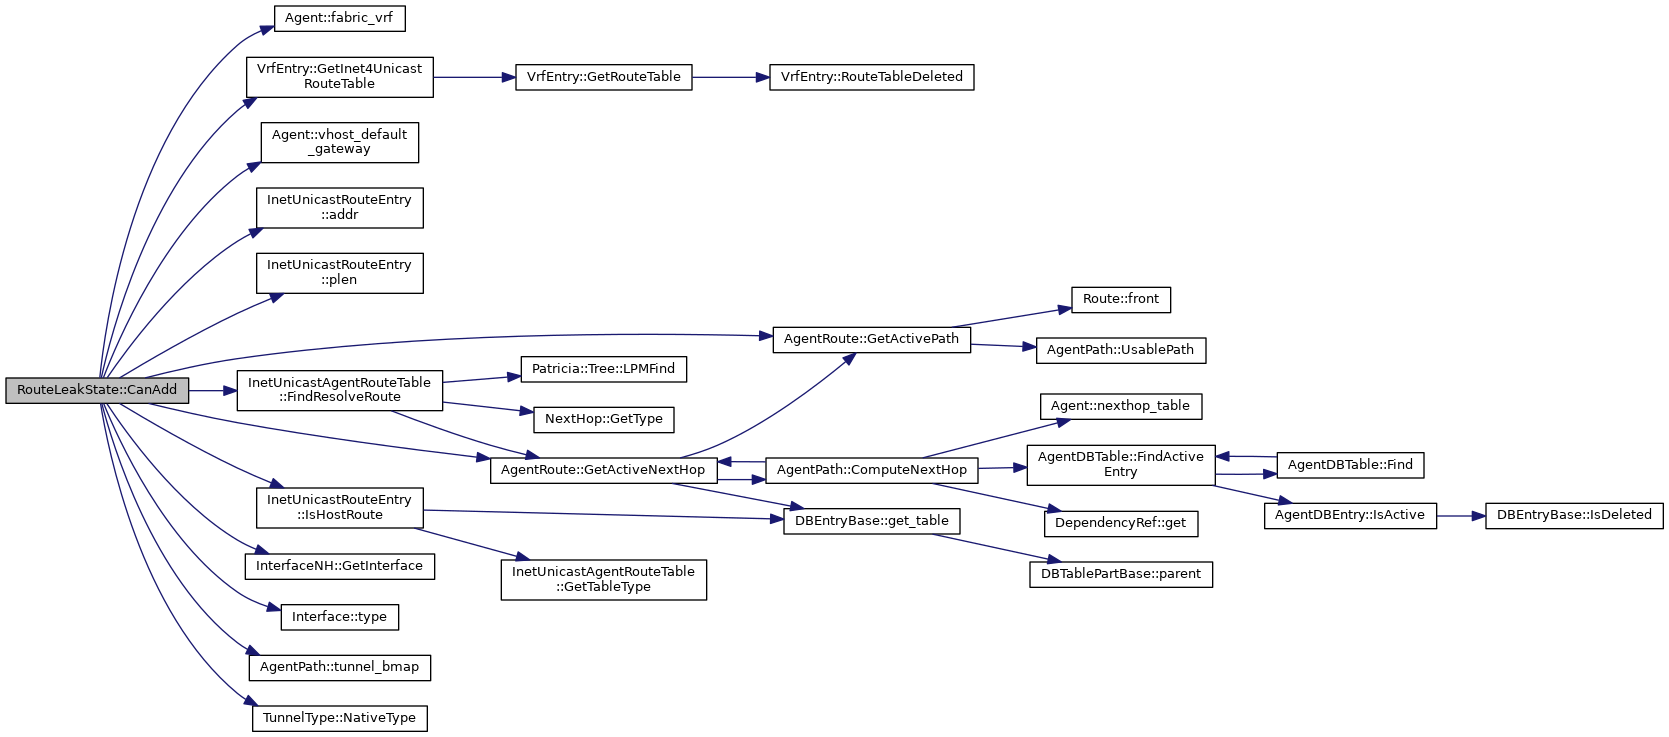 RouteLeakState::CanAdd
Agent::fabric_vrf
VrfEntry::GetInet4Unicast
RouteTable
VrfEntry::GetRouteTable
VrfEntry::RouteTableDeleted
Agent::vhost_default
_gateway
InetUnicastRouteEntry
::addr
InetUnicastRouteEntry
::plen
AgentRoute::GetActivePath
Route::front
AgentPath::UsablePath
InetUnicastAgentRouteTable
::FindResolveRoute
Patricia::Tree::LPMFind
NextHop::GetType
AgentRoute::GetActiveNextHop
AgentPath::ComputeNextHop
Agent::nexthop_table
AgentDBTable::FindActive
Entry
AgentDBTable::Find
AgentDBEntry::IsActive
DBEntryBase::IsDeleted
DependencyRef::get
InetUnicastRouteEntry
::IsHostRoute
DBEntryBase::get_table
DBTablePartBase::parent
InetUnicastAgentRouteTable
::GetTableType
InterfaceNH::GetInterface
Interface::type
AgentPath::tunnel_bmap
TunnelType::NativeType